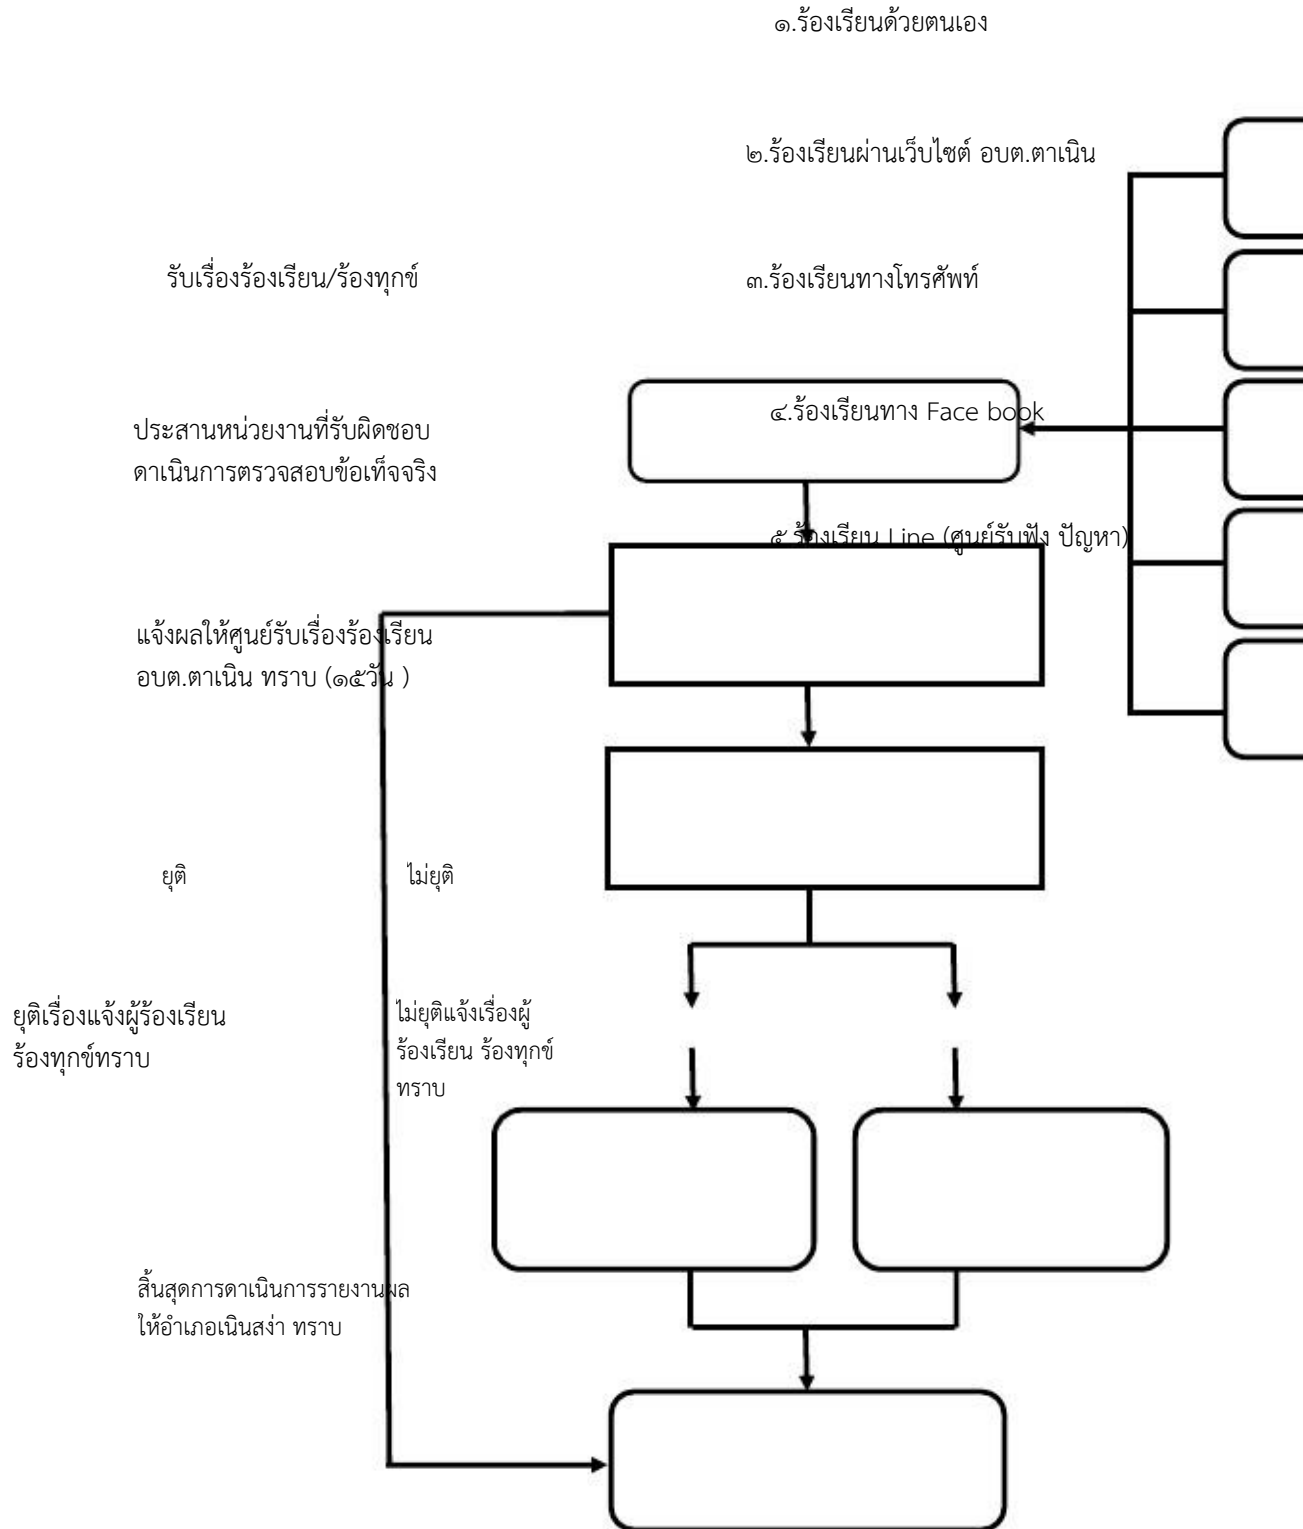 ๑.ร้องเรียนด้วยตนเอง
๒.ร้องเรียนผ่านเว็บไซต์ อบต.ตาเนิน
รับเรื่องร้องเรียน/ร้องทุกข์
๓.ร้องเรียนทางโทรศัพท์
๔.ร้องเรียนทาง Face book
ประสานหน่วยงานที่รับผิดชอบ
ดาเนินการตรวจสอบข้อเท็จจริง
๕.ร้องเรียน Line (ศูนย์รับฟัง ปัญหา)
แจ้งผลให้ศูนย์รับเรื่องร้องเรียน
อบต.ตาเนิน ทราบ (๑๕วัน )
ยุติ
ไม่ยุติ
ยุติเรื่องแจ้งผู้ร้องเรียน
ร้องทุกข์ทราบ
ไม่ยุติแจ้งเรื่องผู้
ร้องเรียน ร้องทุกข์
ทราบ
สิ้นสุดการดาเนินการรายงานผล
ให้อำเภอเนินสง่า ทราบ